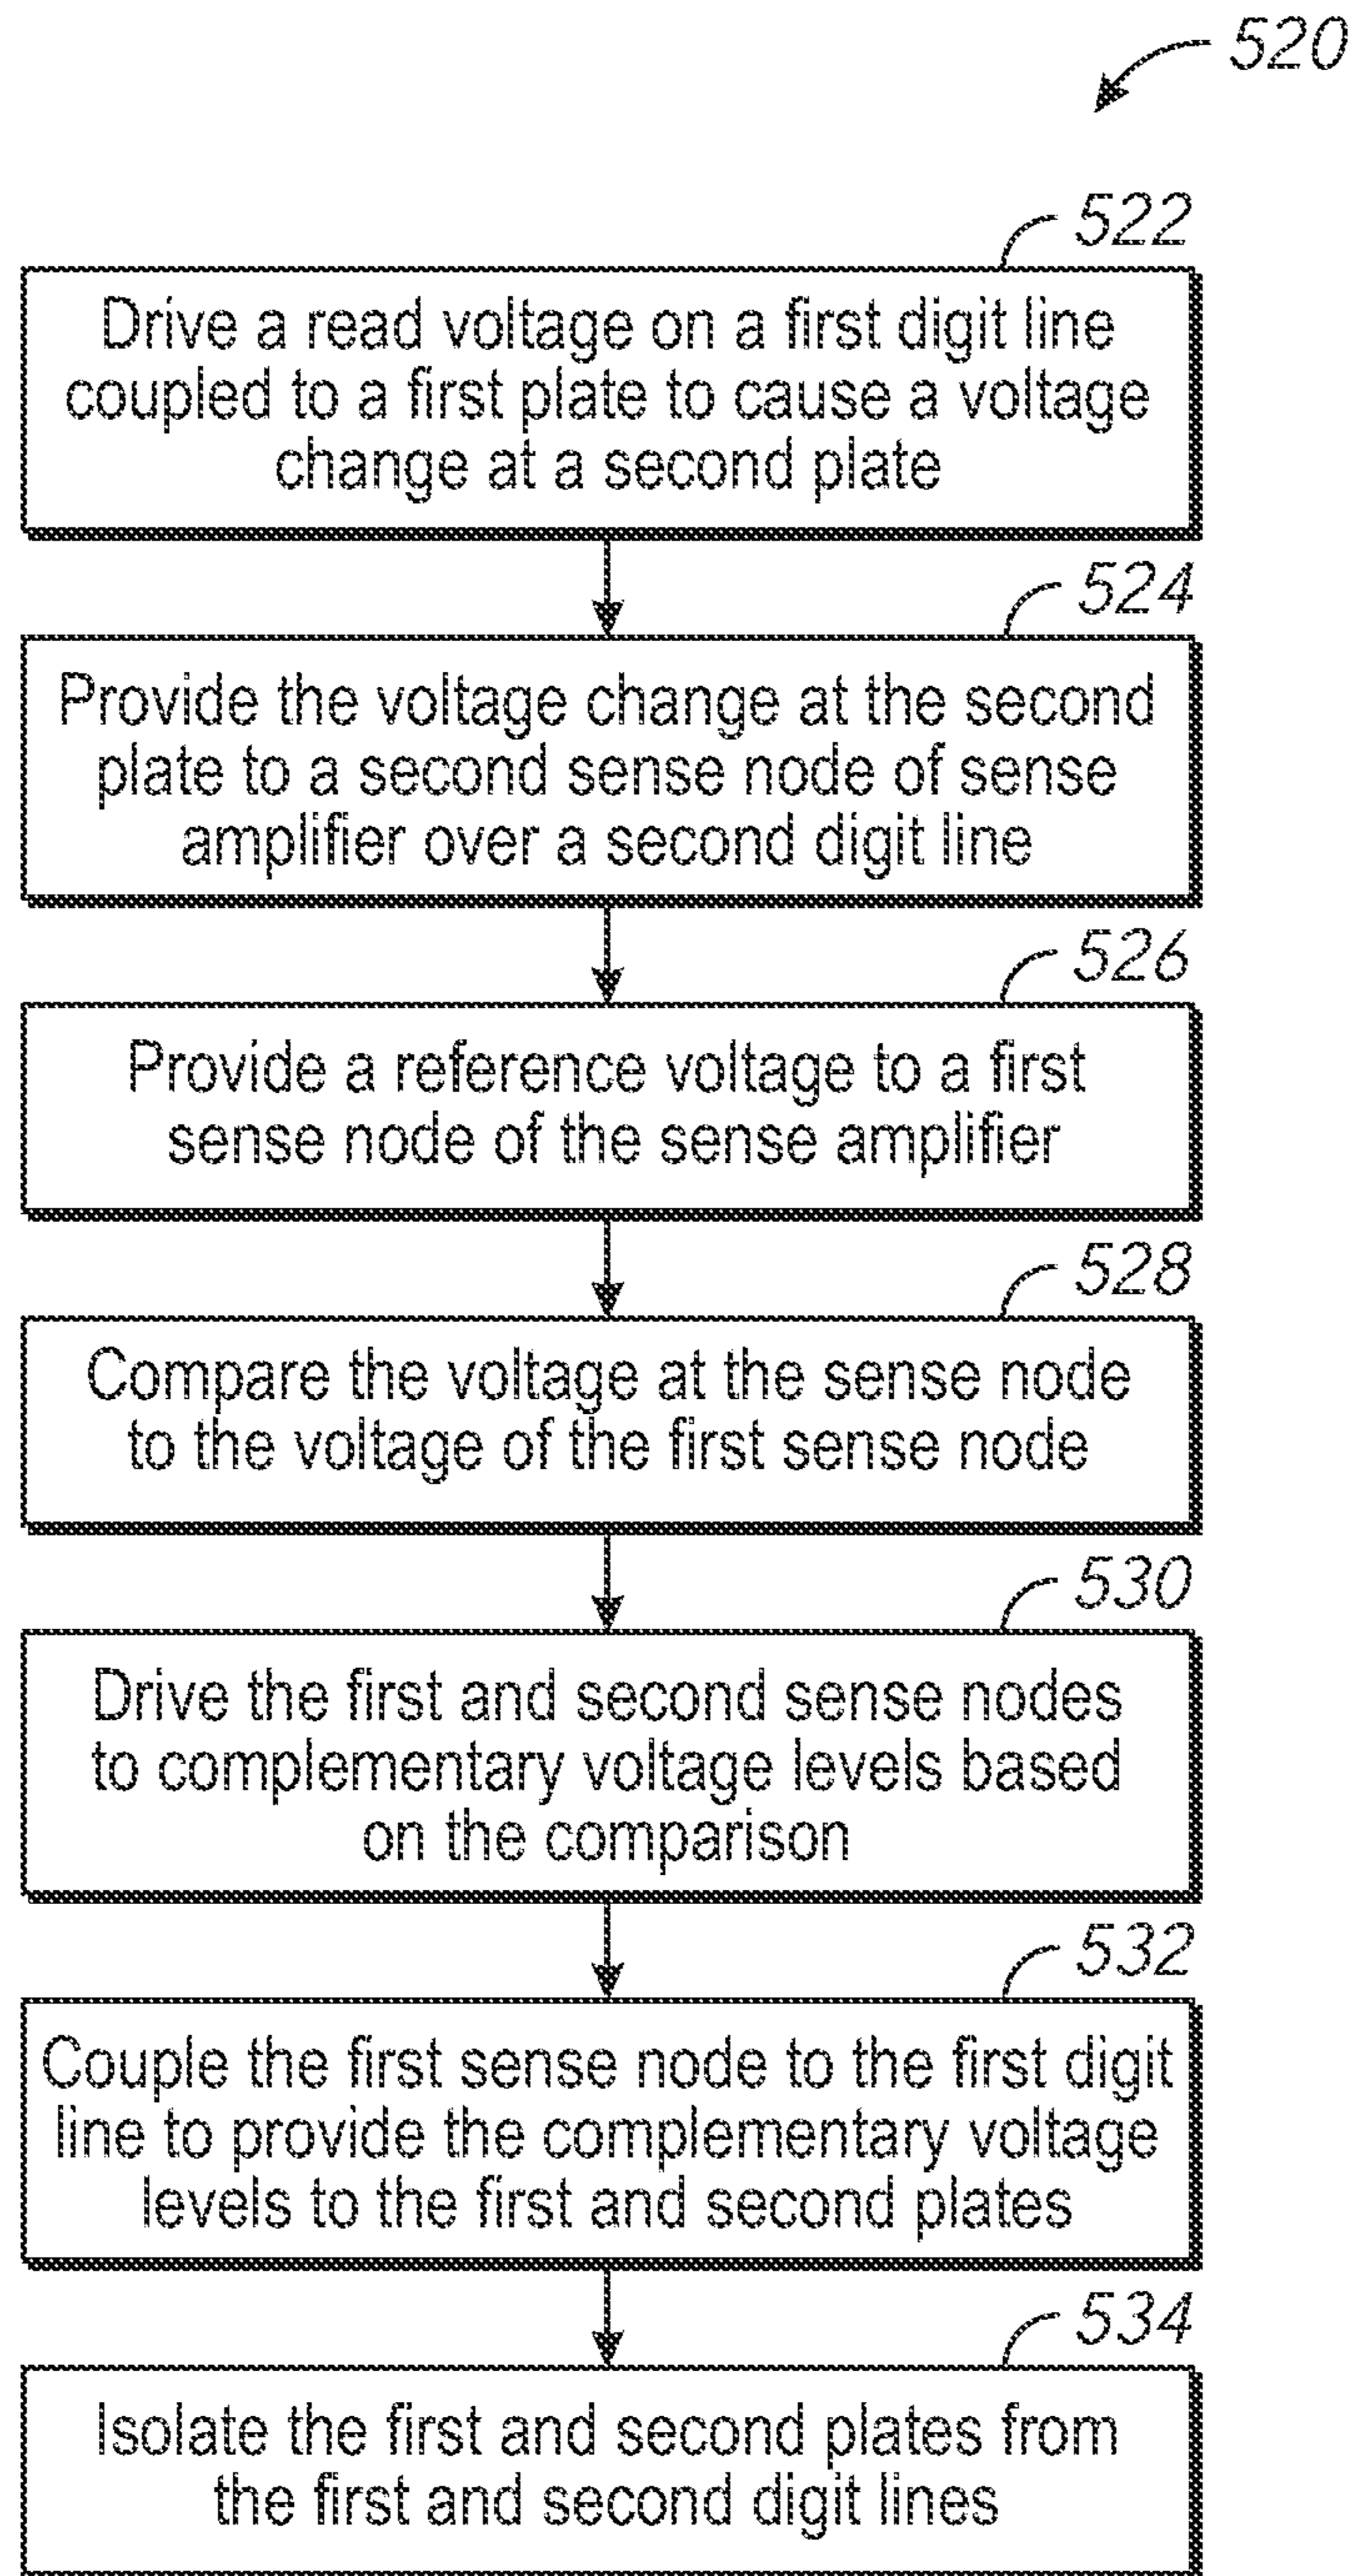 520
522
Drive a read voltage on a first digit line
coupled to a first plate to cause a voltage
change at a second plate
524
Provide the voltage change at the second
plate to a second sense node of sense
amplifier over a second digit line
526
Provide a reference voltage to a first
sense node of the sense amplifier
528
Compare the voltage at the sense node
to the voltage of the first sense node
530
Drive the first and second sense nodes
to complementary voltage levels based
on the comparison
532
Couple the first sense node to the first digit
line to provide the complementary voltage
levels to the first and second plates
534
Isolate the first and second plates from
the first and second digit lines